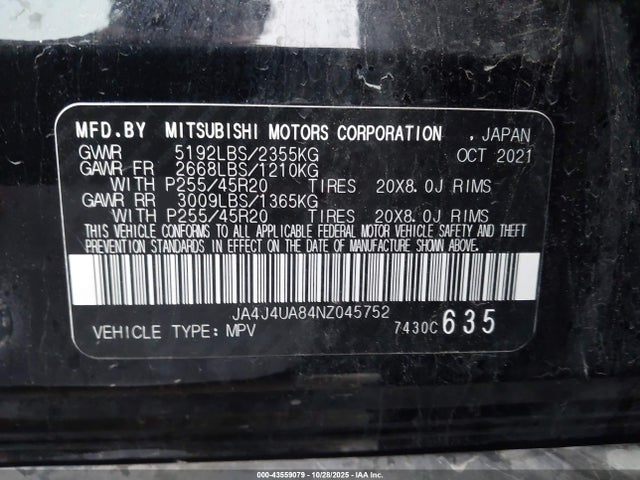 MFD.BY MITSUBISHI MOTORS CORPORATION , JAPAN
GVWR 5192LBS/2355KG OCT 2021
GAWR FR 2668LBS/1210KG
WITH P255/45R20 TIRES 20X8.0J RIMS
GAWR RR 3009LBS/1365KG
WITH P255/45R20 TIRES 20X8.0J RIMS
THIS VEHICLE CONFORMS TO ALL APPLICABLE FEDERAL MOTOR VEHICLE SAFETY AND THEFT
PREVENTION STANDARDS IN EFFECT ON THE DATE OF MANUFACTURE SHOWN ABOVE.
JA4J4UA84NZ045752
VEHICLE TYPE: MPV 7430C 635
000-43559079 | 10/28/2025 | IAA Inc.